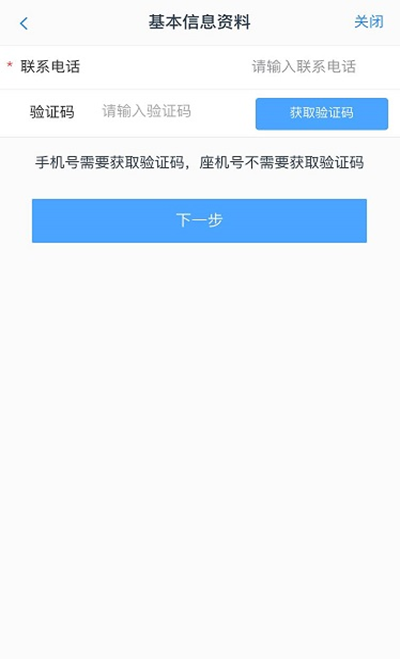 基本信息资料 关闭
* 联系电话 请输入联系电话
验证码 请输入验证码 获取验证码
手机号需要获取验证码，座机号不需要获取验证码
下一步